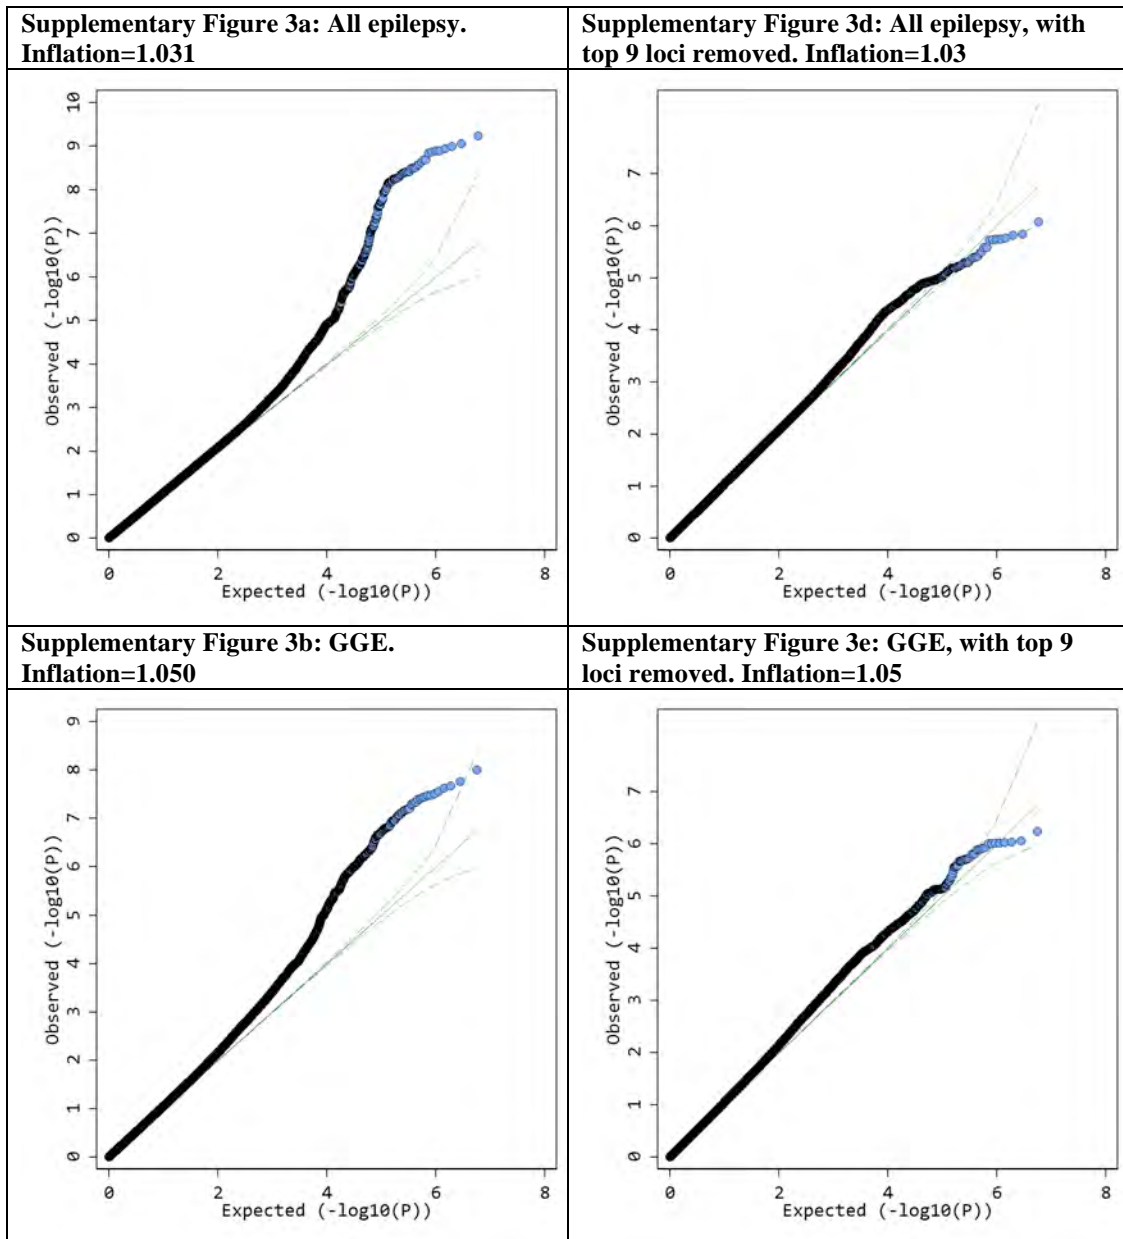 Supplementary Figure 3a: All epilepsy.
Inflation=1.031
Supplementary Figure 3d: All epilepsy, with
top 9 loci removed. Inflation=1.03
10
9
8
7
6
5
4
3
2
1
0
Observed (-log10(P))
0 2 4 6 8
Expected (-log10(P))
7
6
5
4
3
2
1
0
Observed (-log10(P))
0 2 4 6 8
Expected (-log10(P))
Supplementary Figure 3b: GGE.
Inflation=1.050
Supplementary Figure 3e: GGE, with top 9
loci removed. Inflation=1.05
9
8
7
6
5
4
3
2
1
0
Observed (-log10(P))
0 2 4 6 8
Expected (-log10(P))
7
6
5
4
3
2
1
0
Observed (-log10(P))
0 2 4 6 8
Expected (-log10(P))